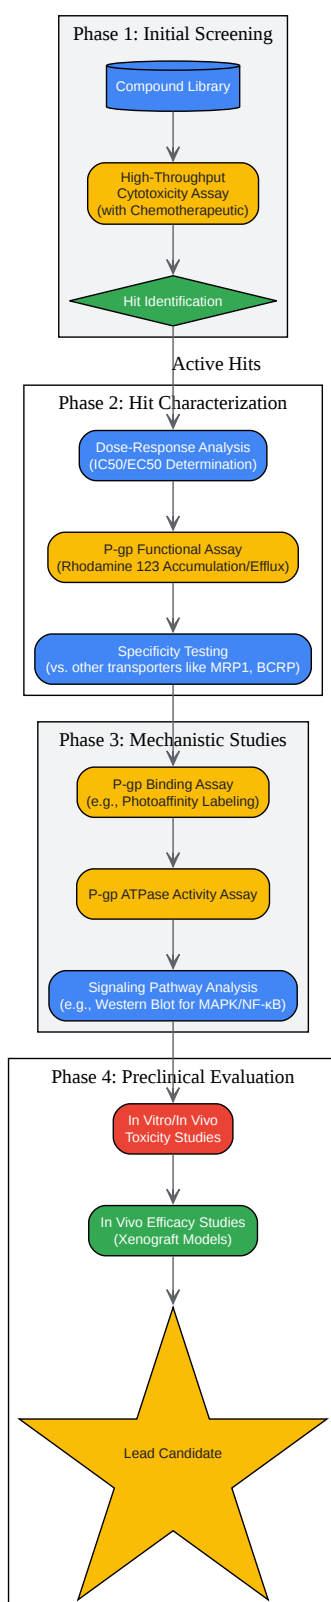 Phase 1: Initial Screening
Compound Library
High-Throughput
Cytotoxicity Assay
(with Chemotherapeutic)
Hit Identification
Active Hits
Phase 2: Hit Characterization
Dose-Response Analysis
(IC50/EC50 Determination)
P-gp Functional Assay
(Rhodamine 123 Accumulation/Efflux)
Specificity Testing
(vs. other transporters like MRP1, BCRP)
Phase 3: Mechanistic Studies
P-gp Binding Assay
(e.g., Photoaffinity Labeling)
P-gp ATPase Activity Assay
Signaling Pathway Analysis
(e.g., Western Blot for MAPK/NF-κB)
Phase 4: Preclinical Evaluation
In Vitro/In Vivo
Toxicity Studies
In Vivo Efficacy Studies
(Xenograft Models)
Lead Candidate